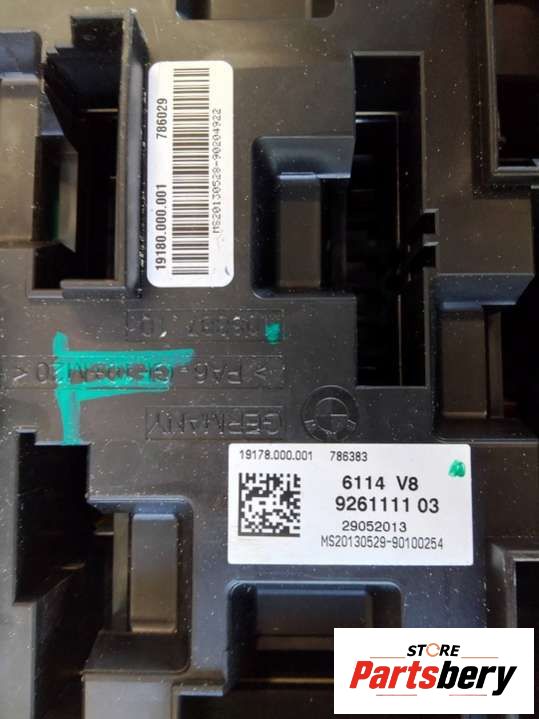 786029
19180.000.001
MS20130528-90204922
GERMANY
19178.000.001 786383
6114 V8
9261111 03
29052013
MS20130529-90100254
STORE
Partsbery